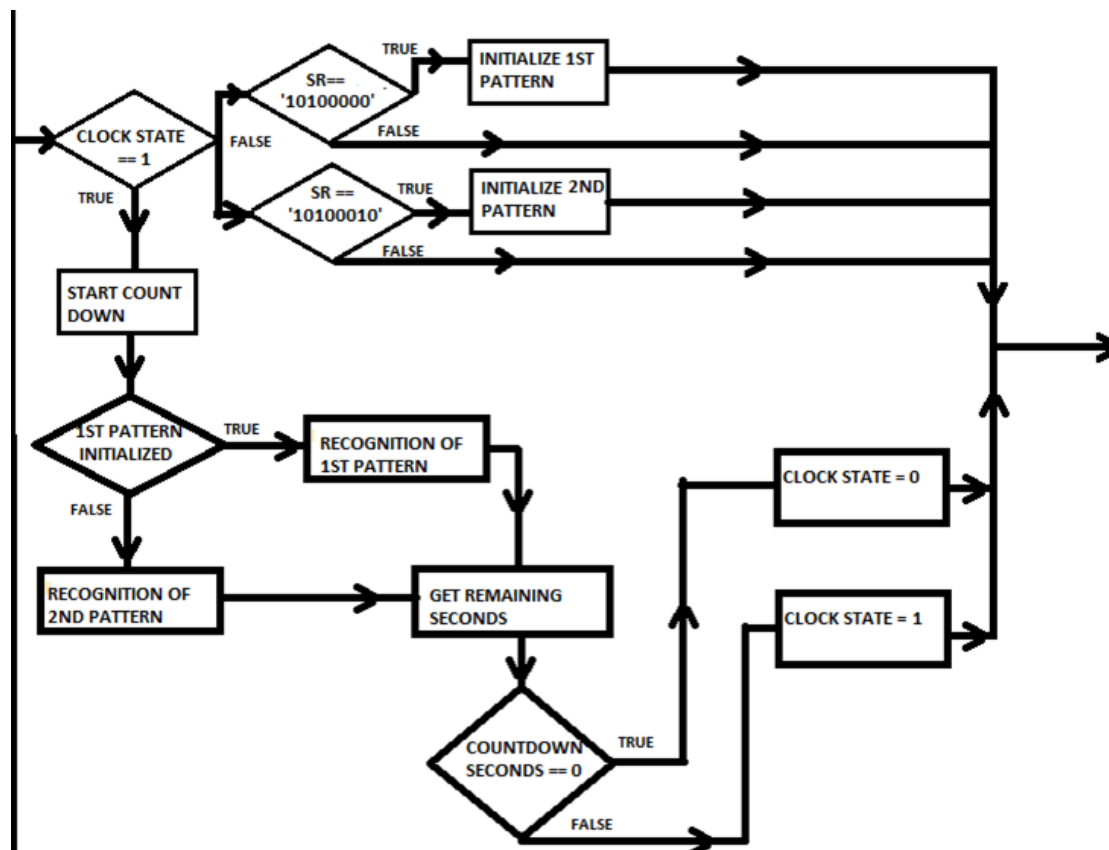 TRUE
INITIALIZE 1ST
PATTERN
SR==
'10100000'
FALSE
CLOCK STATE
== 1
FALSE
TRUE
INITIALIZE 2ND
PATTERN
SR ==
'10100010'
FALSE
TRUE
START COUNT
DOWN
1ST PATTERN
INITIALIZED
TRUE
RECOGNITION OF
1ST PATTERN
FALSE
RECOGNITION OF
2ND PATTERN
GET REMAINING
SECONDS
CLOCK STATE = 0
CLOCK STATE = 1
COUNTDOWN
SECONDS == 0
TRUE
FALSE